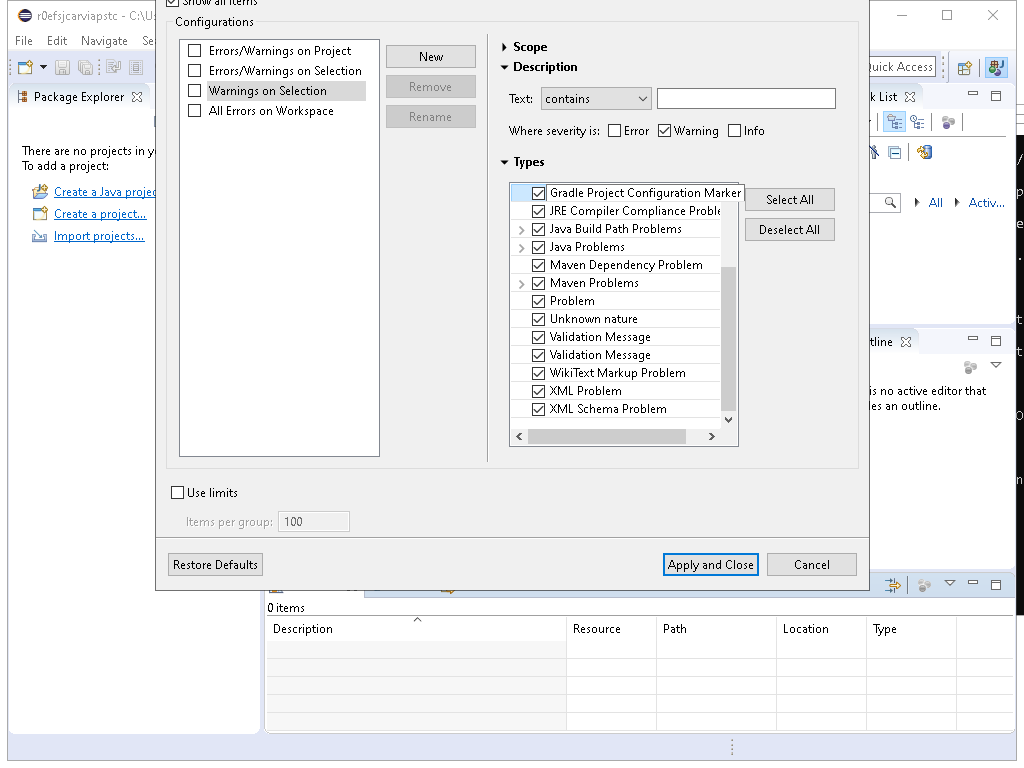 r0efsjcarviapstc - C:\Us
Show all items
File Edit Navigate Se
Configurations
Errors/Warnings on Project
Errors/Warnings on Selection
Warnings on Selection
All Errors on Workspace
New
Remove
Rename
Scope
Description
Text: contains
Where severity is: Error Warning Info
Types
Gradle Project Configuration Marker
JRE Compiler Compliance Proble
Java Build Path Problems
Java Problems
Maven Dependency Problem
Maven Problems
Problem
Unknown nature
Validation Message
Validation Message
WikiText Markup Problem
XML Problem
XML Schema Problem
Select All
Deselect All
Use limits
Items per group: 100
Restore Defaults
Apply and Close
Cancel
Quick Access
Package Explorer
There are no projects in y
To add a project:
Create a Java projec
Create a project...
Import projects...
k List
All
Activ...
tline
is no active editor that
es an outline.
0 items
Description Resource Path Location Type